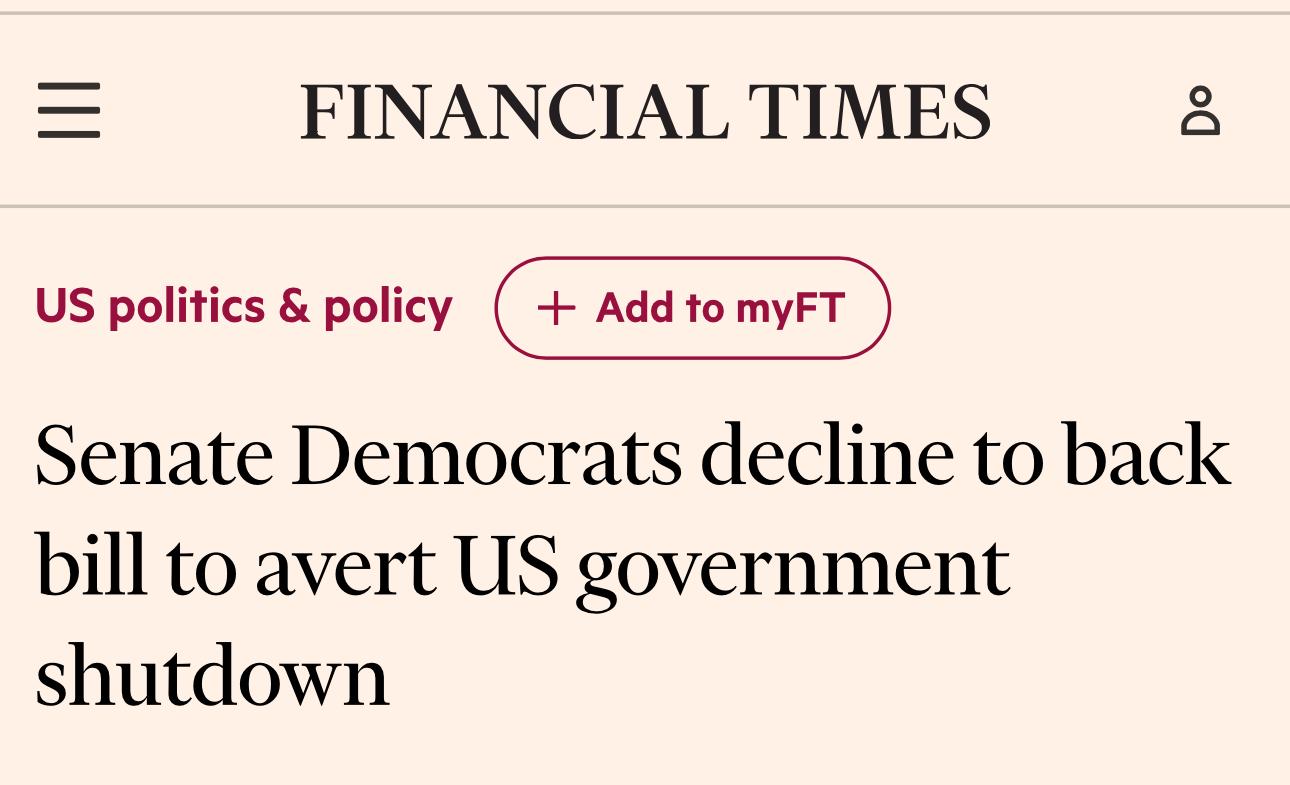 FINANCIAL TIMES
US politics & policy
+ Add to myFT
Senate Democrats decline to back
bill to avert US government
shutdown